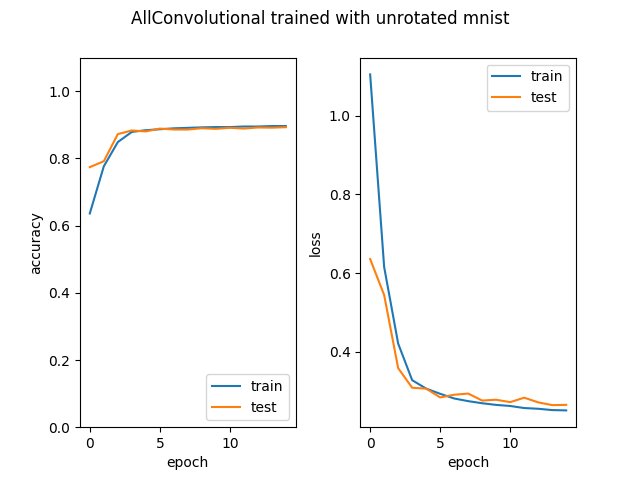 AllConvolutional trained with unrotated mnist
accuracy
1.0
0.8
0.6
0.4
0.2
0.0
0
5
10
epoch
train
test
loss
1.0
0.8
0.6
0.4
0
5
10
epoch
train
test